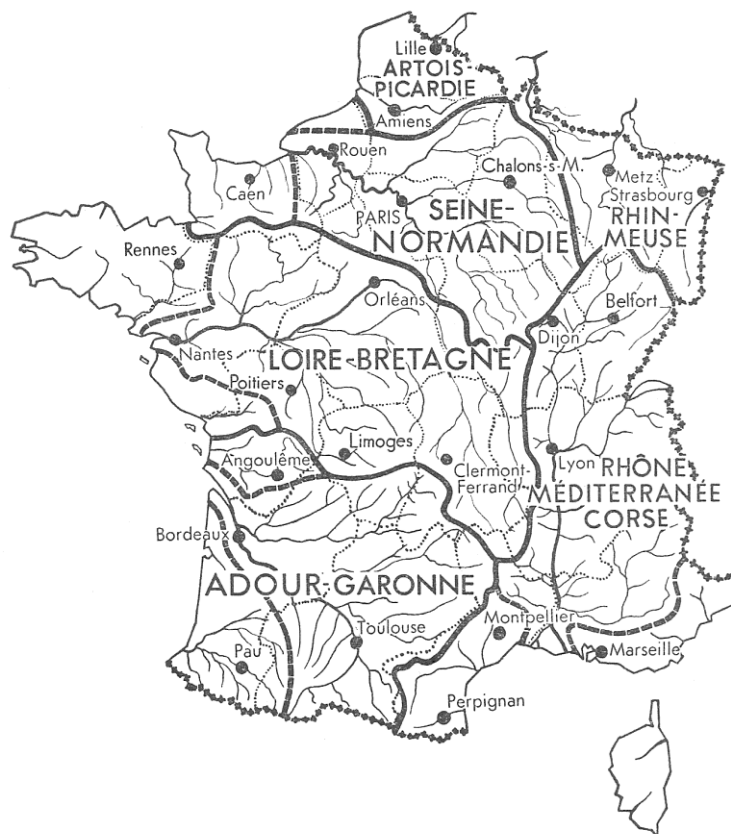 Lille
ARTOIS-
PICARDIE
Amiens
Rouen
Caen
Chalons-s-M.
Metz
Strasbourg
PARIS
SEINE-
NORMANDIE
RHIN-
MEUSE
Rennes
Orléans
Belfort
Dijon
Nantes
LOIRE-BRETAGNE
Poitiers
Limoges
Angoulême
Clermont-
Ferrand
Lyon
RHÔNE
MÉDITERRANÉE
CORSE
Bordeaux
ADOUR-GARONNE
Montpellier
Toulouse
Pau
Marseille
Perpignan